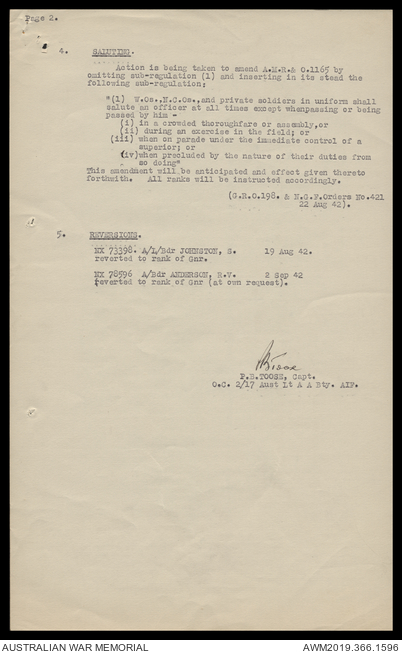 Page 2.
4. SALUTING.
Action is being taken to amend A.M.R.& O.1165 by
omitting sub-regulation (1) and inserting in its stead the
following sub-regulation;
"(1) W.Os.,N.C.Os.,and private soldiers in uniform shall
salute an officer at all times except whenpassing or being
passed by him -
(i) in a crowded thoroughfare or assembly,or
(ii) during an exercise in the field; or
(iii) when on parade under the immediate control of a
superior; or
(iv)when precluded by the nature of their duties from
so doing"
This amendment will be anticipated and effect given thereto
forthwith. All ranks will be instructed accordingly.
(G.R.O.198. & N.G.F.Orders No.421
22 Aug 42).
5. REVERSIONS.
NX 73398. A/L/Bdr JOHNSTON, S. 19 Aug 42.
reverted to rank of Gnr.
NX 78596 A/Bdr ANDERSON, R.V. 2 Sep 42
reverted to rank of Gnr (at own request).
P.B.TOOSE, Capt.
O.C. 2/17 Aust Lt A A Bty. AIF.
AUSTRALIAN WAR MEMORIAL AWM2019.366.1596